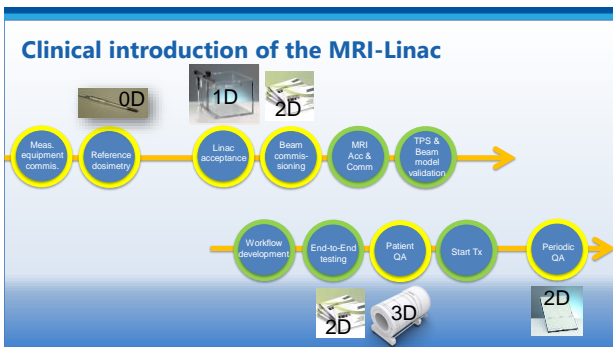 Clinical introduction of the MRI-Linac
0D
1D
2D
Meas.
equipment
commis.
Reference
dosimetry
Linac
acceptance
Beam
commis-
sioning
MRI
Acc &
Comm
TPS &
Beam
model
validation
Workflow
development
End-to-End
testing
Patient
QA
Start Tx
Periodic
QA
2D
3D
2D